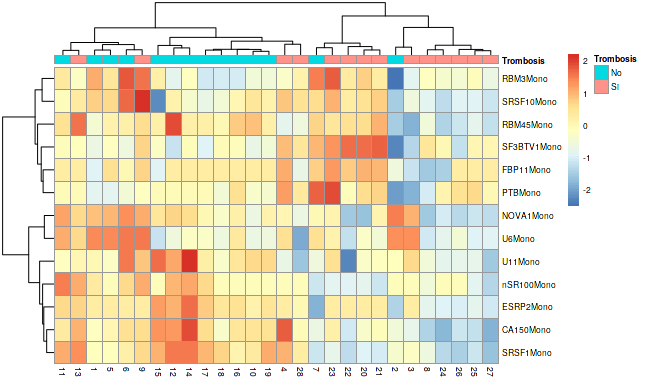 Trombosis
RBM3Mono
SRSF10Mono
RBM45Mono
SF3BTV1Mono
FBP11Mono
PTBMono
NOVA1Mono
U6Mono
U11Mono
nSR100Mono
ESRP2Mono
CA150Mono
SRSF1Mono
11 13 1 5 6 9 15 12 14 17 18 16 10 19 4 28 7 23 22 20 21 2 3 8 24 26 25 27
2
1
0
-1
-2
Trombosis
No
SI